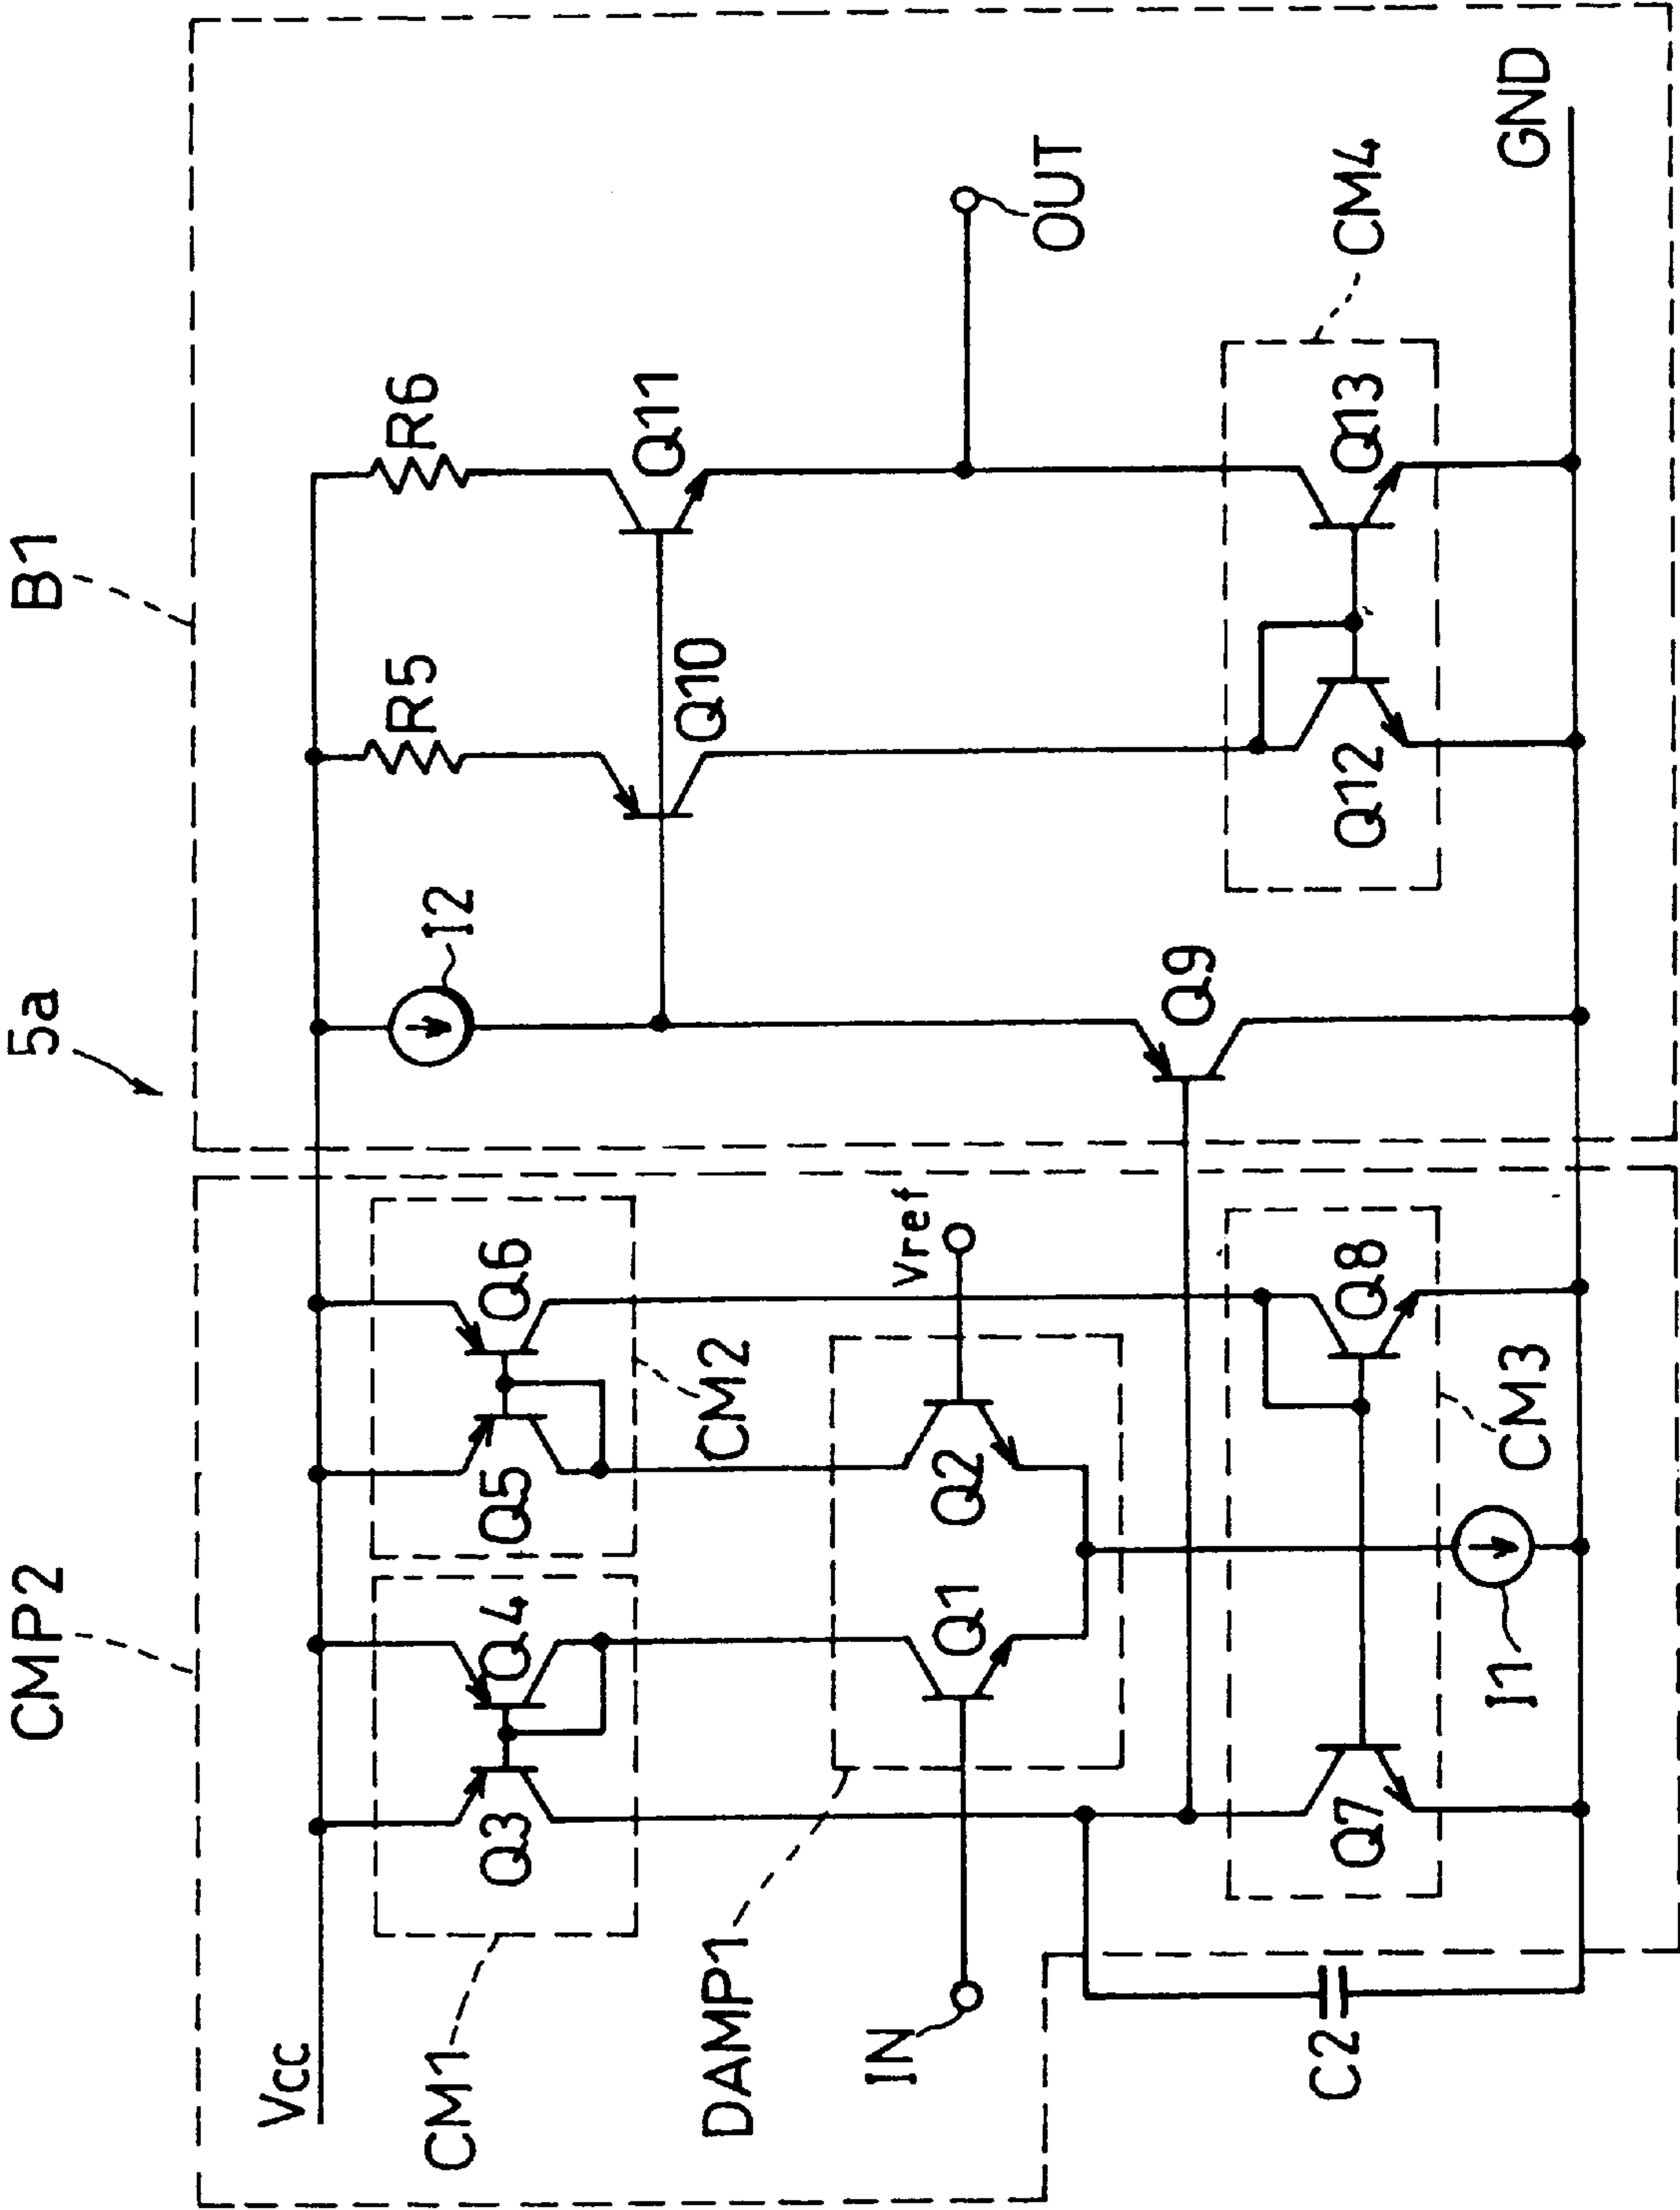 5a
CMP2
B1
Vcc
CM1
Q3
Q4
Q5
Q6
CM2
I2
R5
R6
Q10
Q11
DAMP1
IN
Q1
Q2
Vref
OUT
Q9
C2
Q7
Q8
Q12
Q13
CM4
I1
CM3
GND